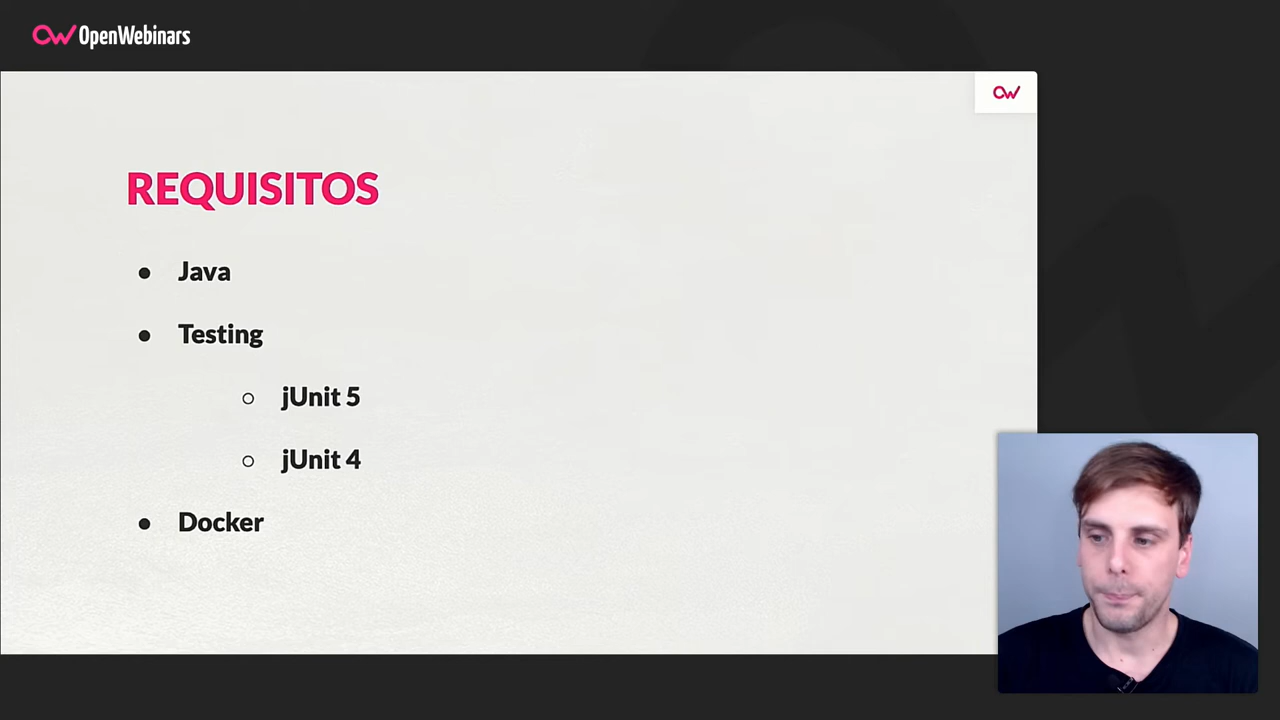 OpenWebinars
REQUISITOS
● Java
● Testing
○ jUnit 5
○ jUnit 4
● Docker